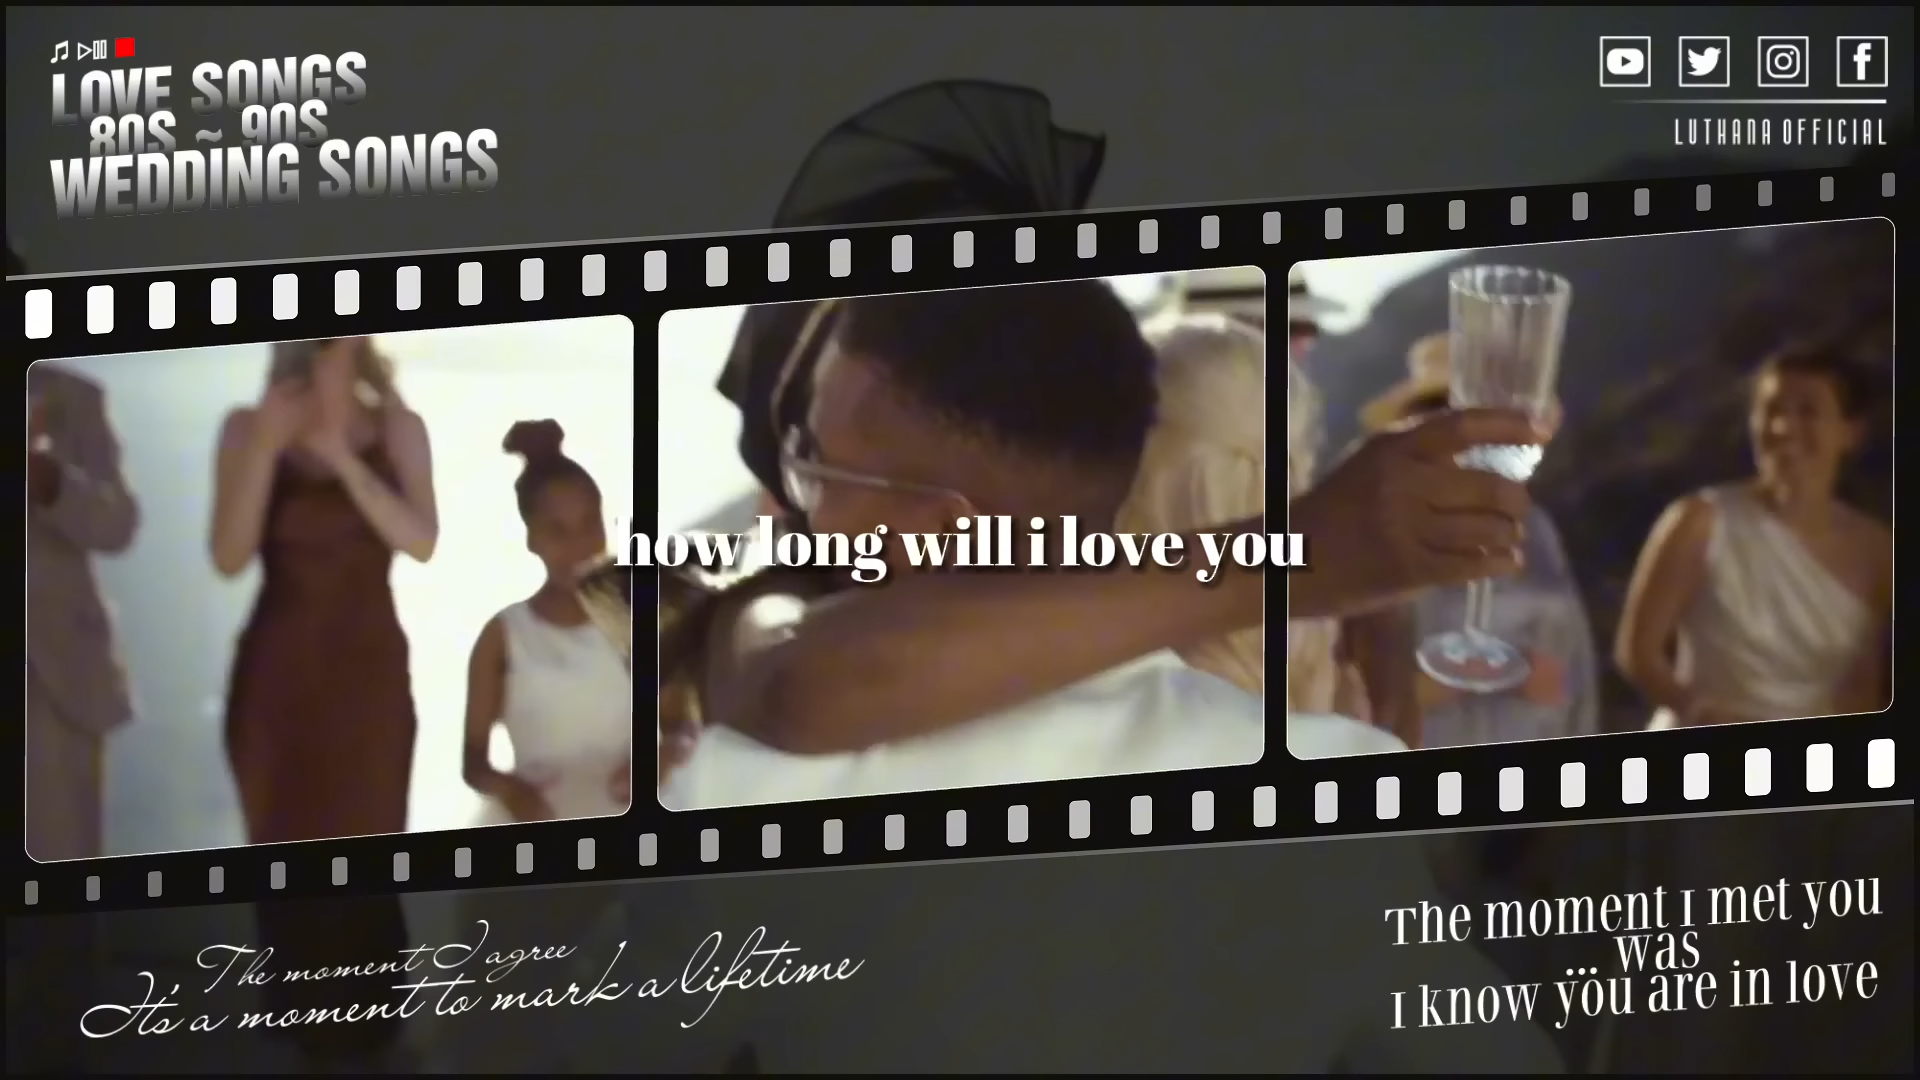 LOVE SONGS
80S ~ 90S
WEDDING SONGS
LUTHANA OFFICIAL
how long will i love you
The moment I agree
It's a moment to mark a lifetime
The moment I met you
was
I know you are in love